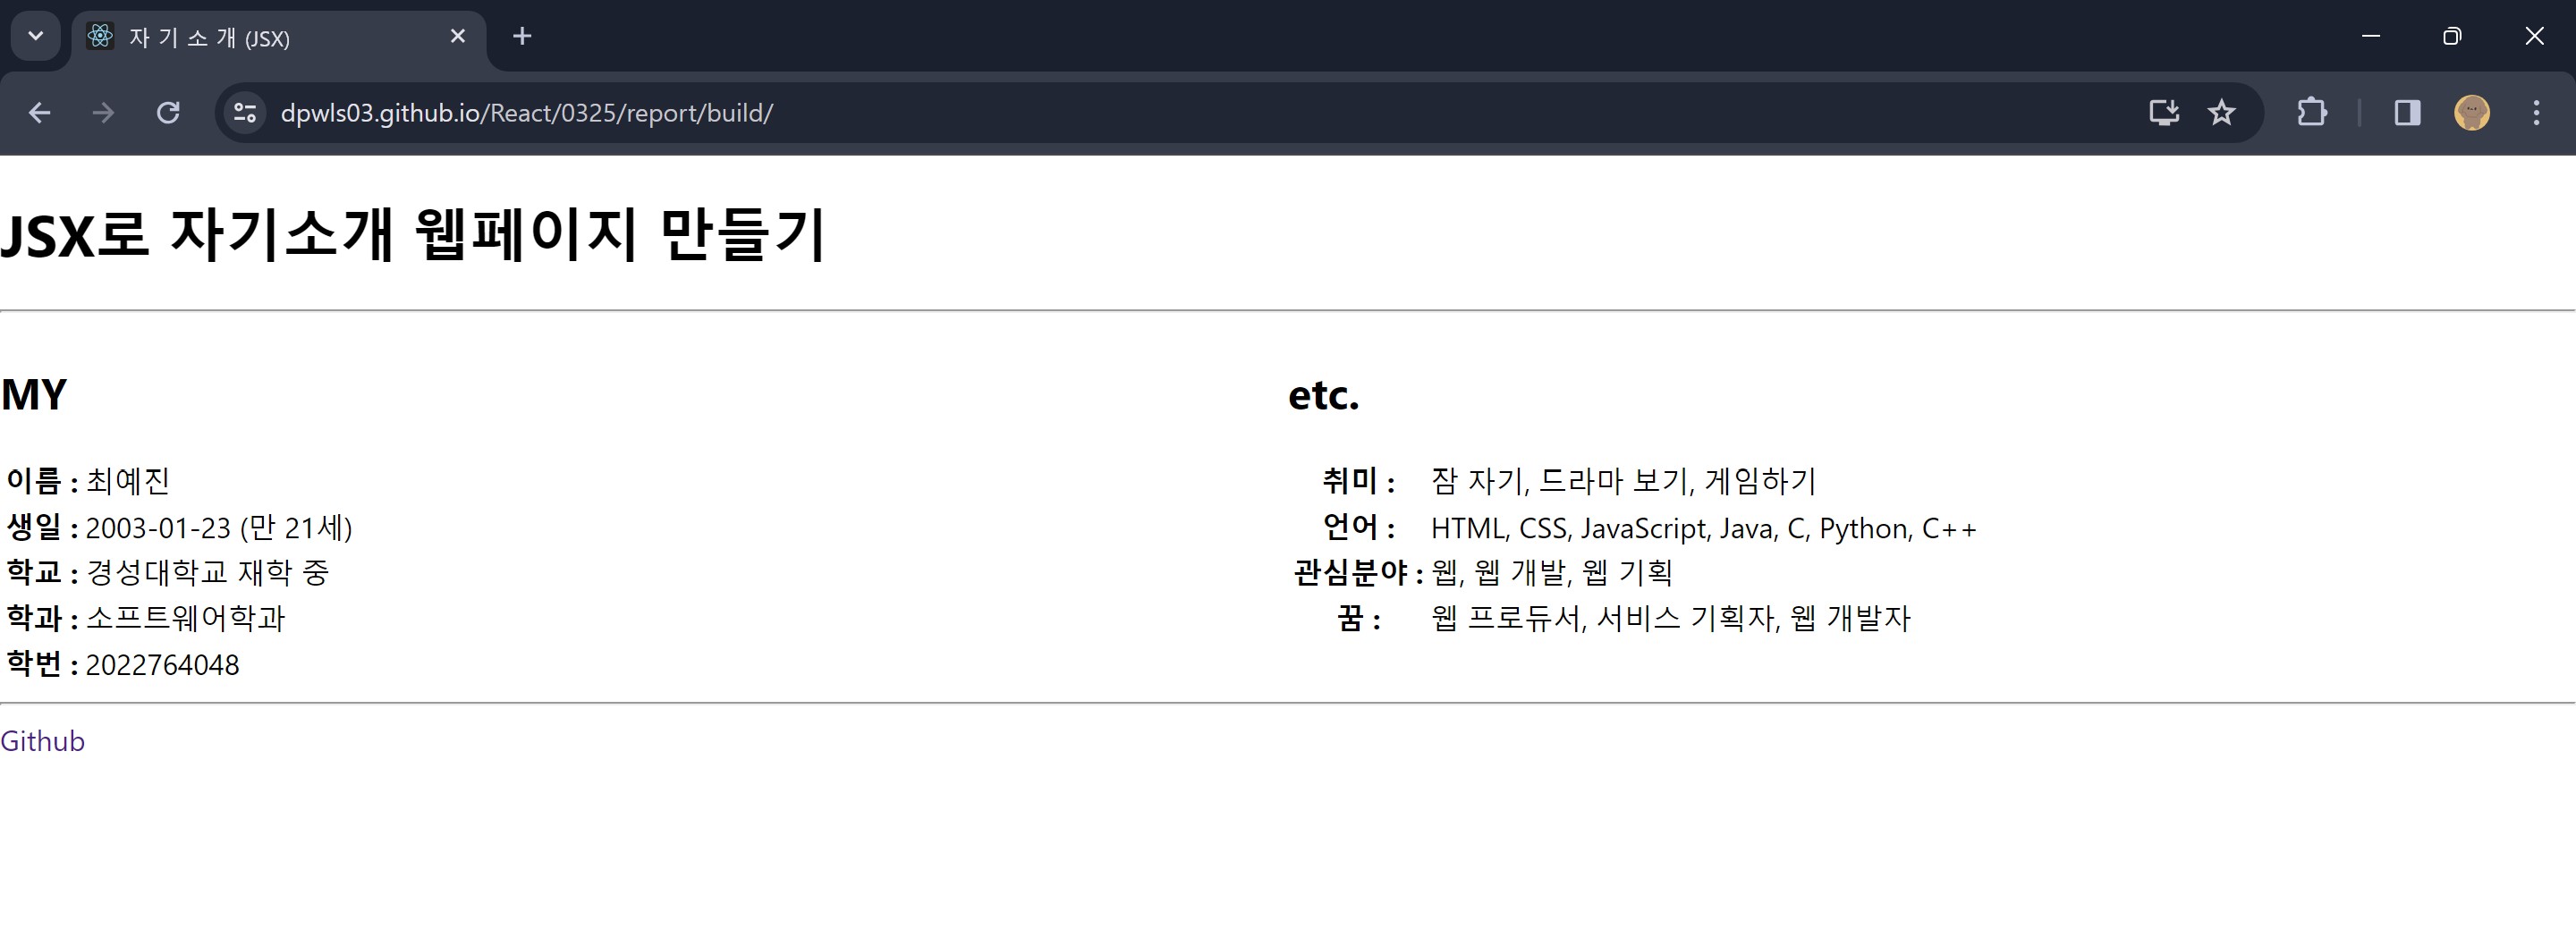 자 기 소 개 (JSX)
dpwls03.github.io/React/0325/report/build/
JSX로 자기소개 웹페이지 만들기
MY
이름 : 최예진
생일 : 2003-01-23 (만 21세)
학교 : 경성대학교 재학 중
학과 : 소프트웨어학과
학번 : 2022764048
etc.
취미 : 잠 자기, 드라마 보기, 게임하기
언어 : HTML, CSS, JavaScript, Java, C, Python, C++
관심분야 : 웹, 웹 개발, 웹 기획
꿈 : 웹 프로듀서, 서비스 기획자, 웹 개발자
Github